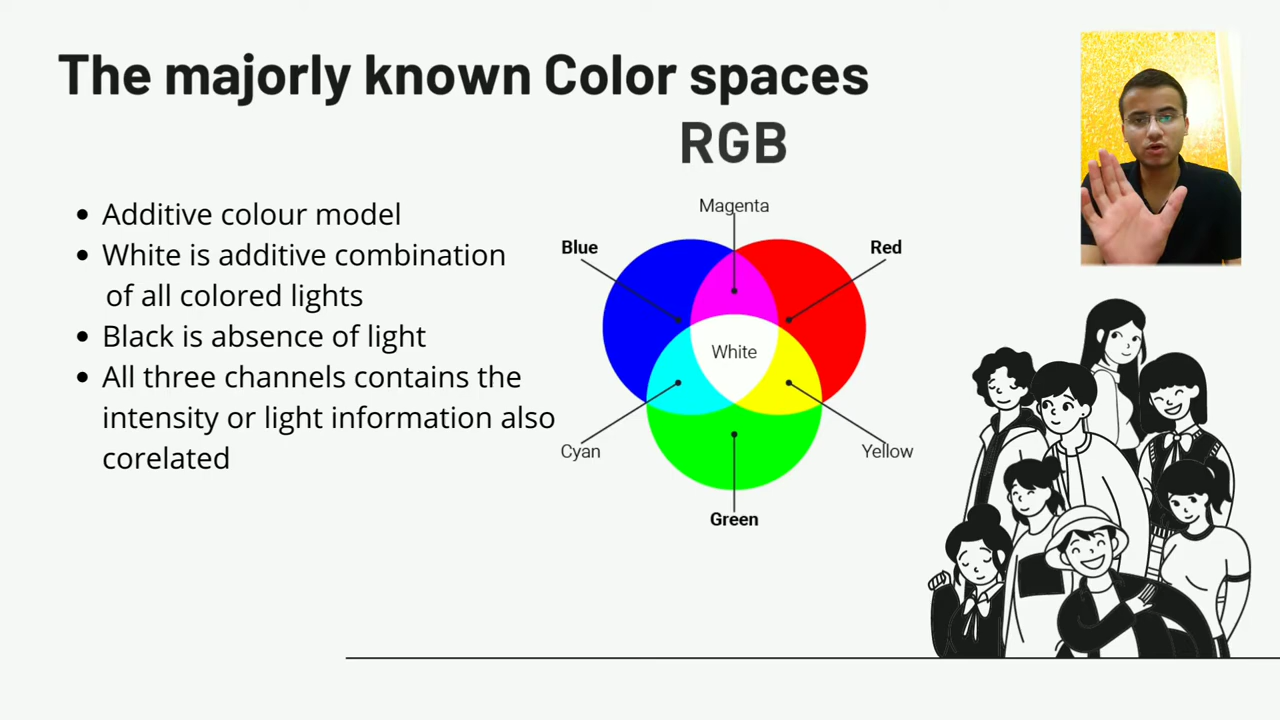 The majorly known Color spaces
RGB
• Additive colour model
• White is additive combination
of all colored lights
• Black is absence of light
• All three channels contains the
intensity or light information also
corelated
Magenta
Blue
Red
White
Cyan
Yellow
Green